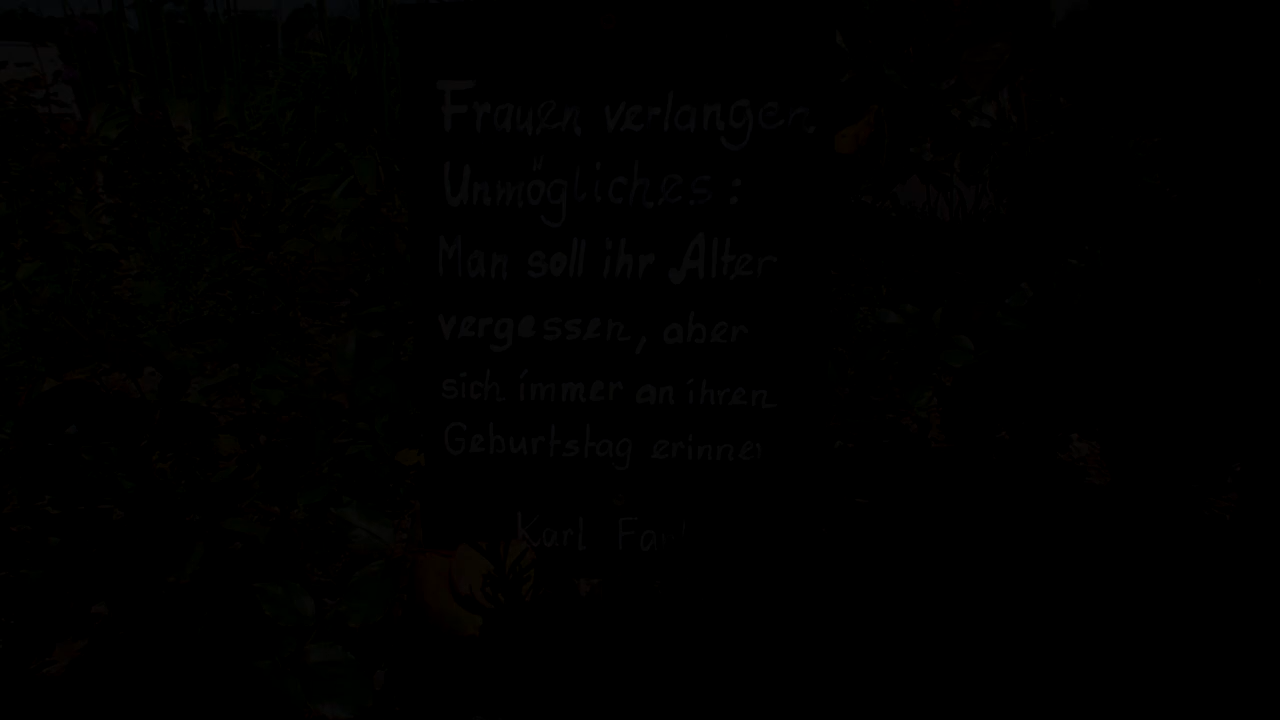 Frauen verlangen
Unmögliches:
Man soll ihr Alter
vergessen, aber
sich immer an ihren
Geburtstag
Karl